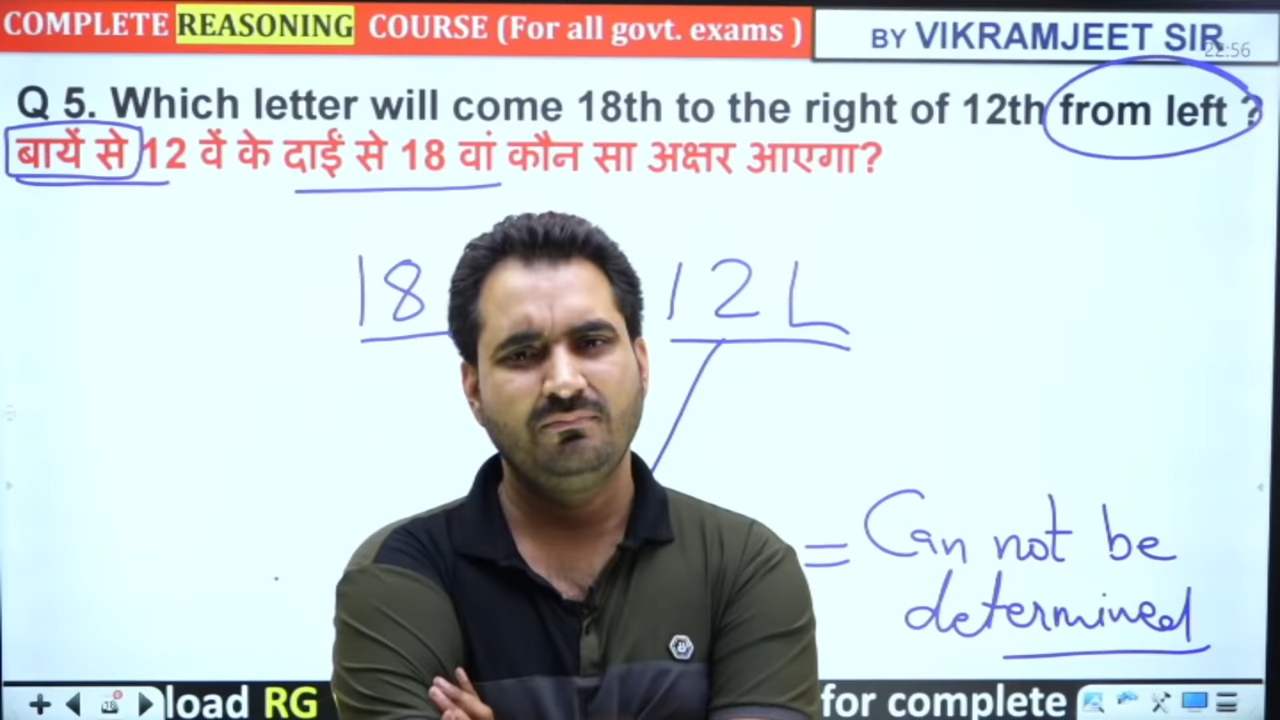 COMPLETE REASONING COURSE (For all govt. exams )
BY VIKRAMJEET SIR
22:56
Q 5. Which letter will come 18th to the right of 12th from left ?
बायें से 12 वें के दाईं से 18 वां कौन सा अक्षर आएगा?
18 12 L
= Can not be
determined
load RG for complete